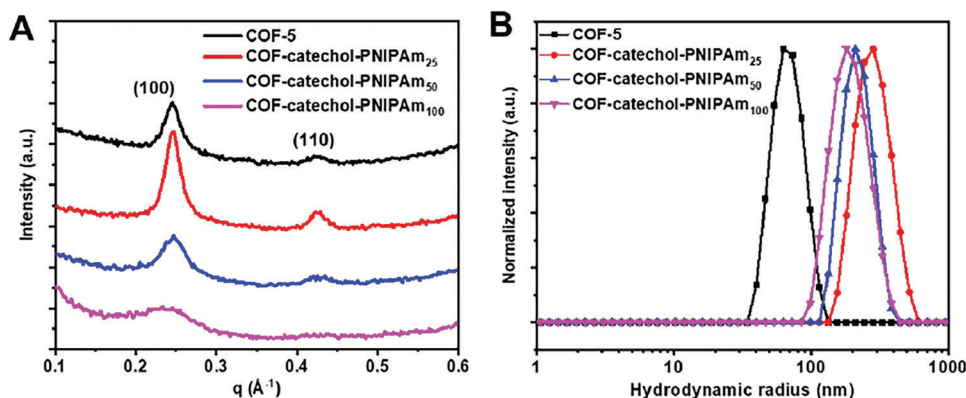 A
COF-5
COF-catechol-PNIPAm25
COF-catechol-PNIPAm50
COF-catechol-PNIPAm100
(100)
(110)
Intensity (a.u.)
0.1 0.2 0.3 0.4 0.5 0.6
q (Å-1)
B
COF-5
COF-catechol-PNIPAm25
COF-catechol-PNIPAm50
COF-catechol-PNIPAm100
Normalized intensity (a.u.)
1 10 100 1000
Hydrodynamic radius (nm)